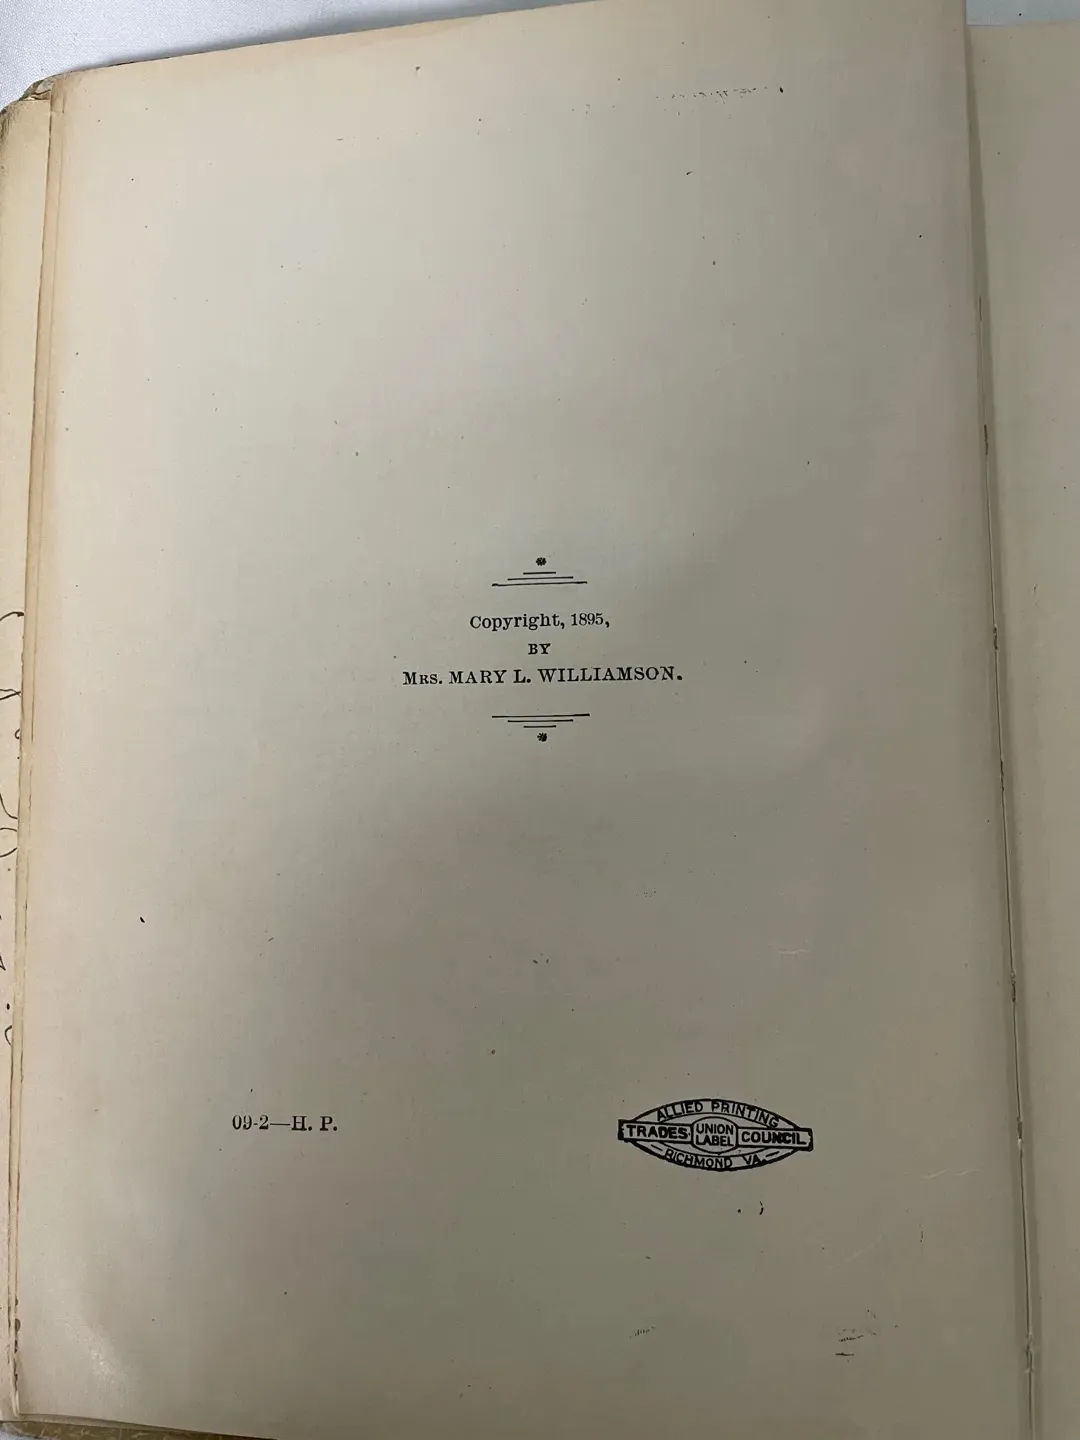 Copyright, 1895,
BY
MRS. MARY L. WILLIAMSON.
09-2—H. P.
ALLIED PRINTING
TRADES UNION LABEL COUNCIL
RICHMOND VA.